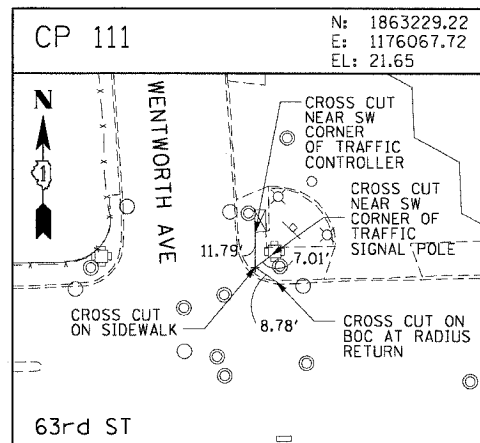 CP 111
N: 1863229.22
E: 1176067.72
EL: 21.65
N
1
WENTWORTH AVE
CROSS CUT
NEAR SW
CORNER
OF TRAFFIC
CONTROLLER
CROSS CUT
NEAR SW
CORNER OF
TRAFFIC
SIGNAL POLE
11.79
7.01'
8.78'
CROSS CUT
ON SIDEWALK
CROSS CUT ON
BOC AT RADIUS
RETURN
63rd ST